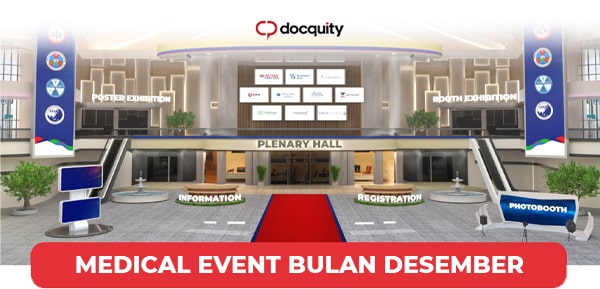 docquity
POSTER EXHIBITION
BOOTH EXHIBITION
PLENARY HALL
INFORMATION
REGISTRATION
PHOTOBOOTH
MEDICAL EVENT BULAN DESEMBER